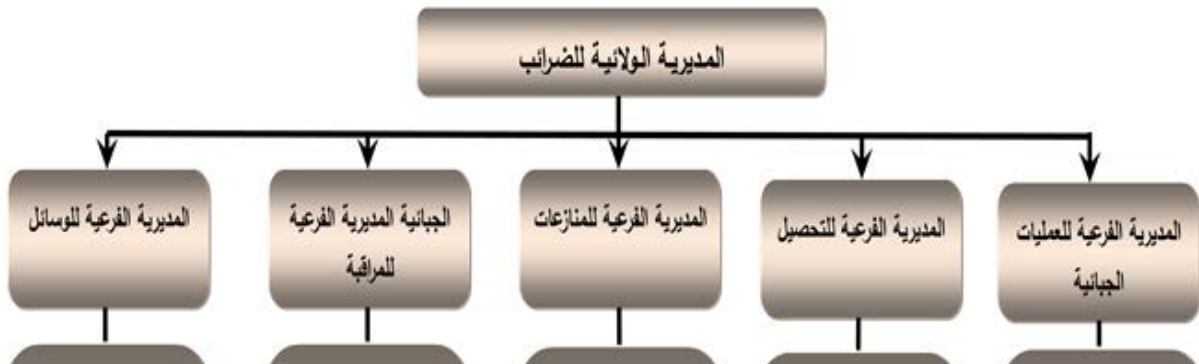 المديرية الولائية للضرائب
المديرية الفرعية للعمليات
الجبائية
المديرية الفرعية للتحصيل
المديرية الفرعية للمنازعات
الجبائية المديرية الفرعية
للمراقبة
المديرية الفرعية للوسائل